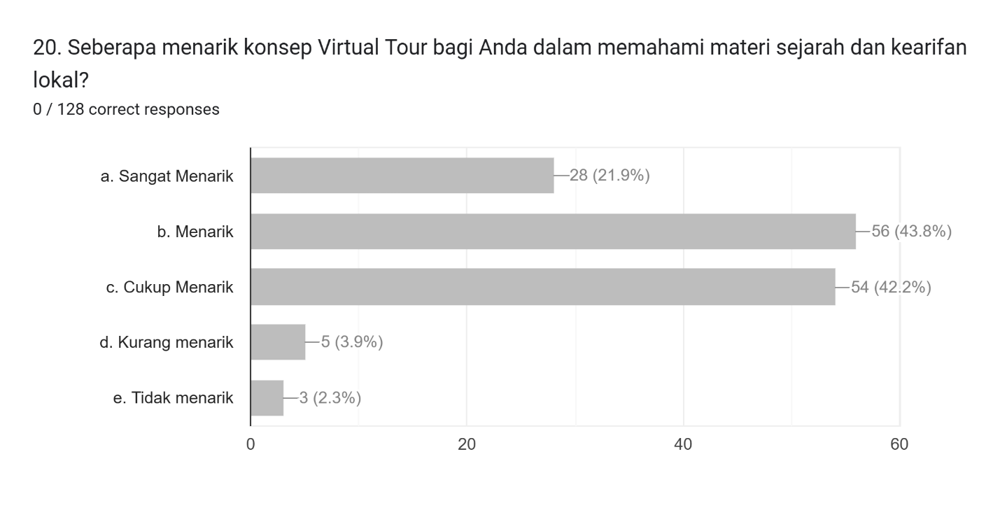 20. Seberapa menarik konsep Virtual Tour bagi Anda dalam memahami materi sejarah dan kearifan
lokal?
0 / 128 correct responses
a. Sangat Menarik
28 (21.9%)
b. Menarik
56 (43.8%)
c. Cukup Menarik
54 (42.2%)
d. Kurang menarik
5 (3.9%)
e. Tidak menarik
3 (2.3%)
0 20 40 60